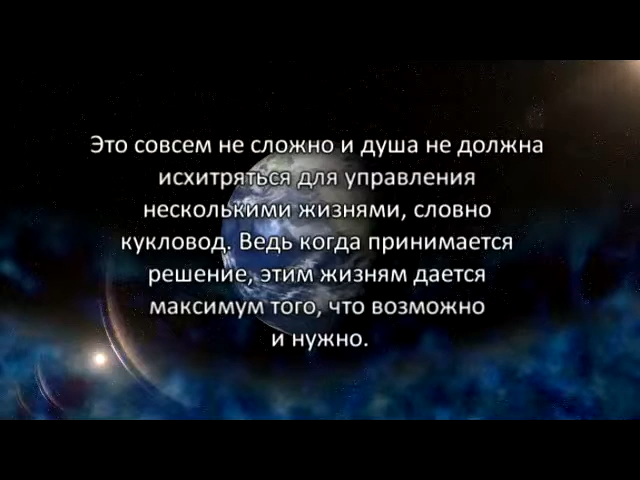 Это совсем не сложно и душа не должна
исхитряться для управления
несколькими жизнями, словно
кукловод. Ведь когда принимается
решение, этим жизням дается
максимум того, что возможно
и нужно.